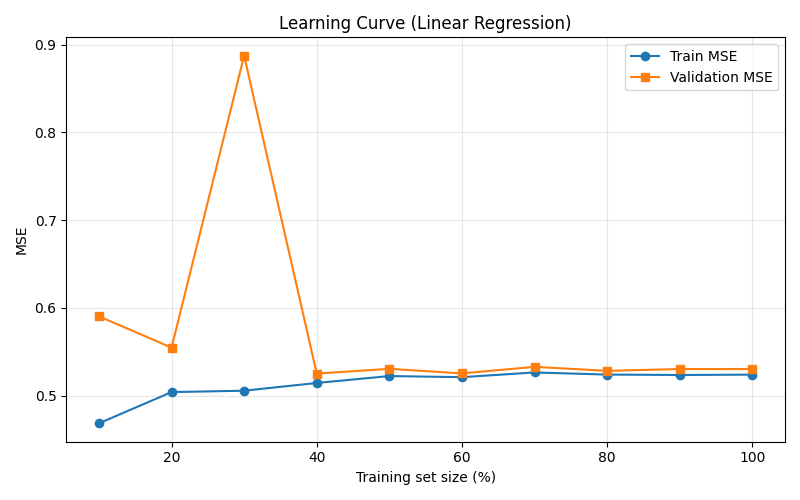 Learning Curve (Linear Regression)
Train MSE
Validation MSE
0.9
0.8
0.7
0.6
0.5
MSE
20 40 60 80 100
Training set size (%)